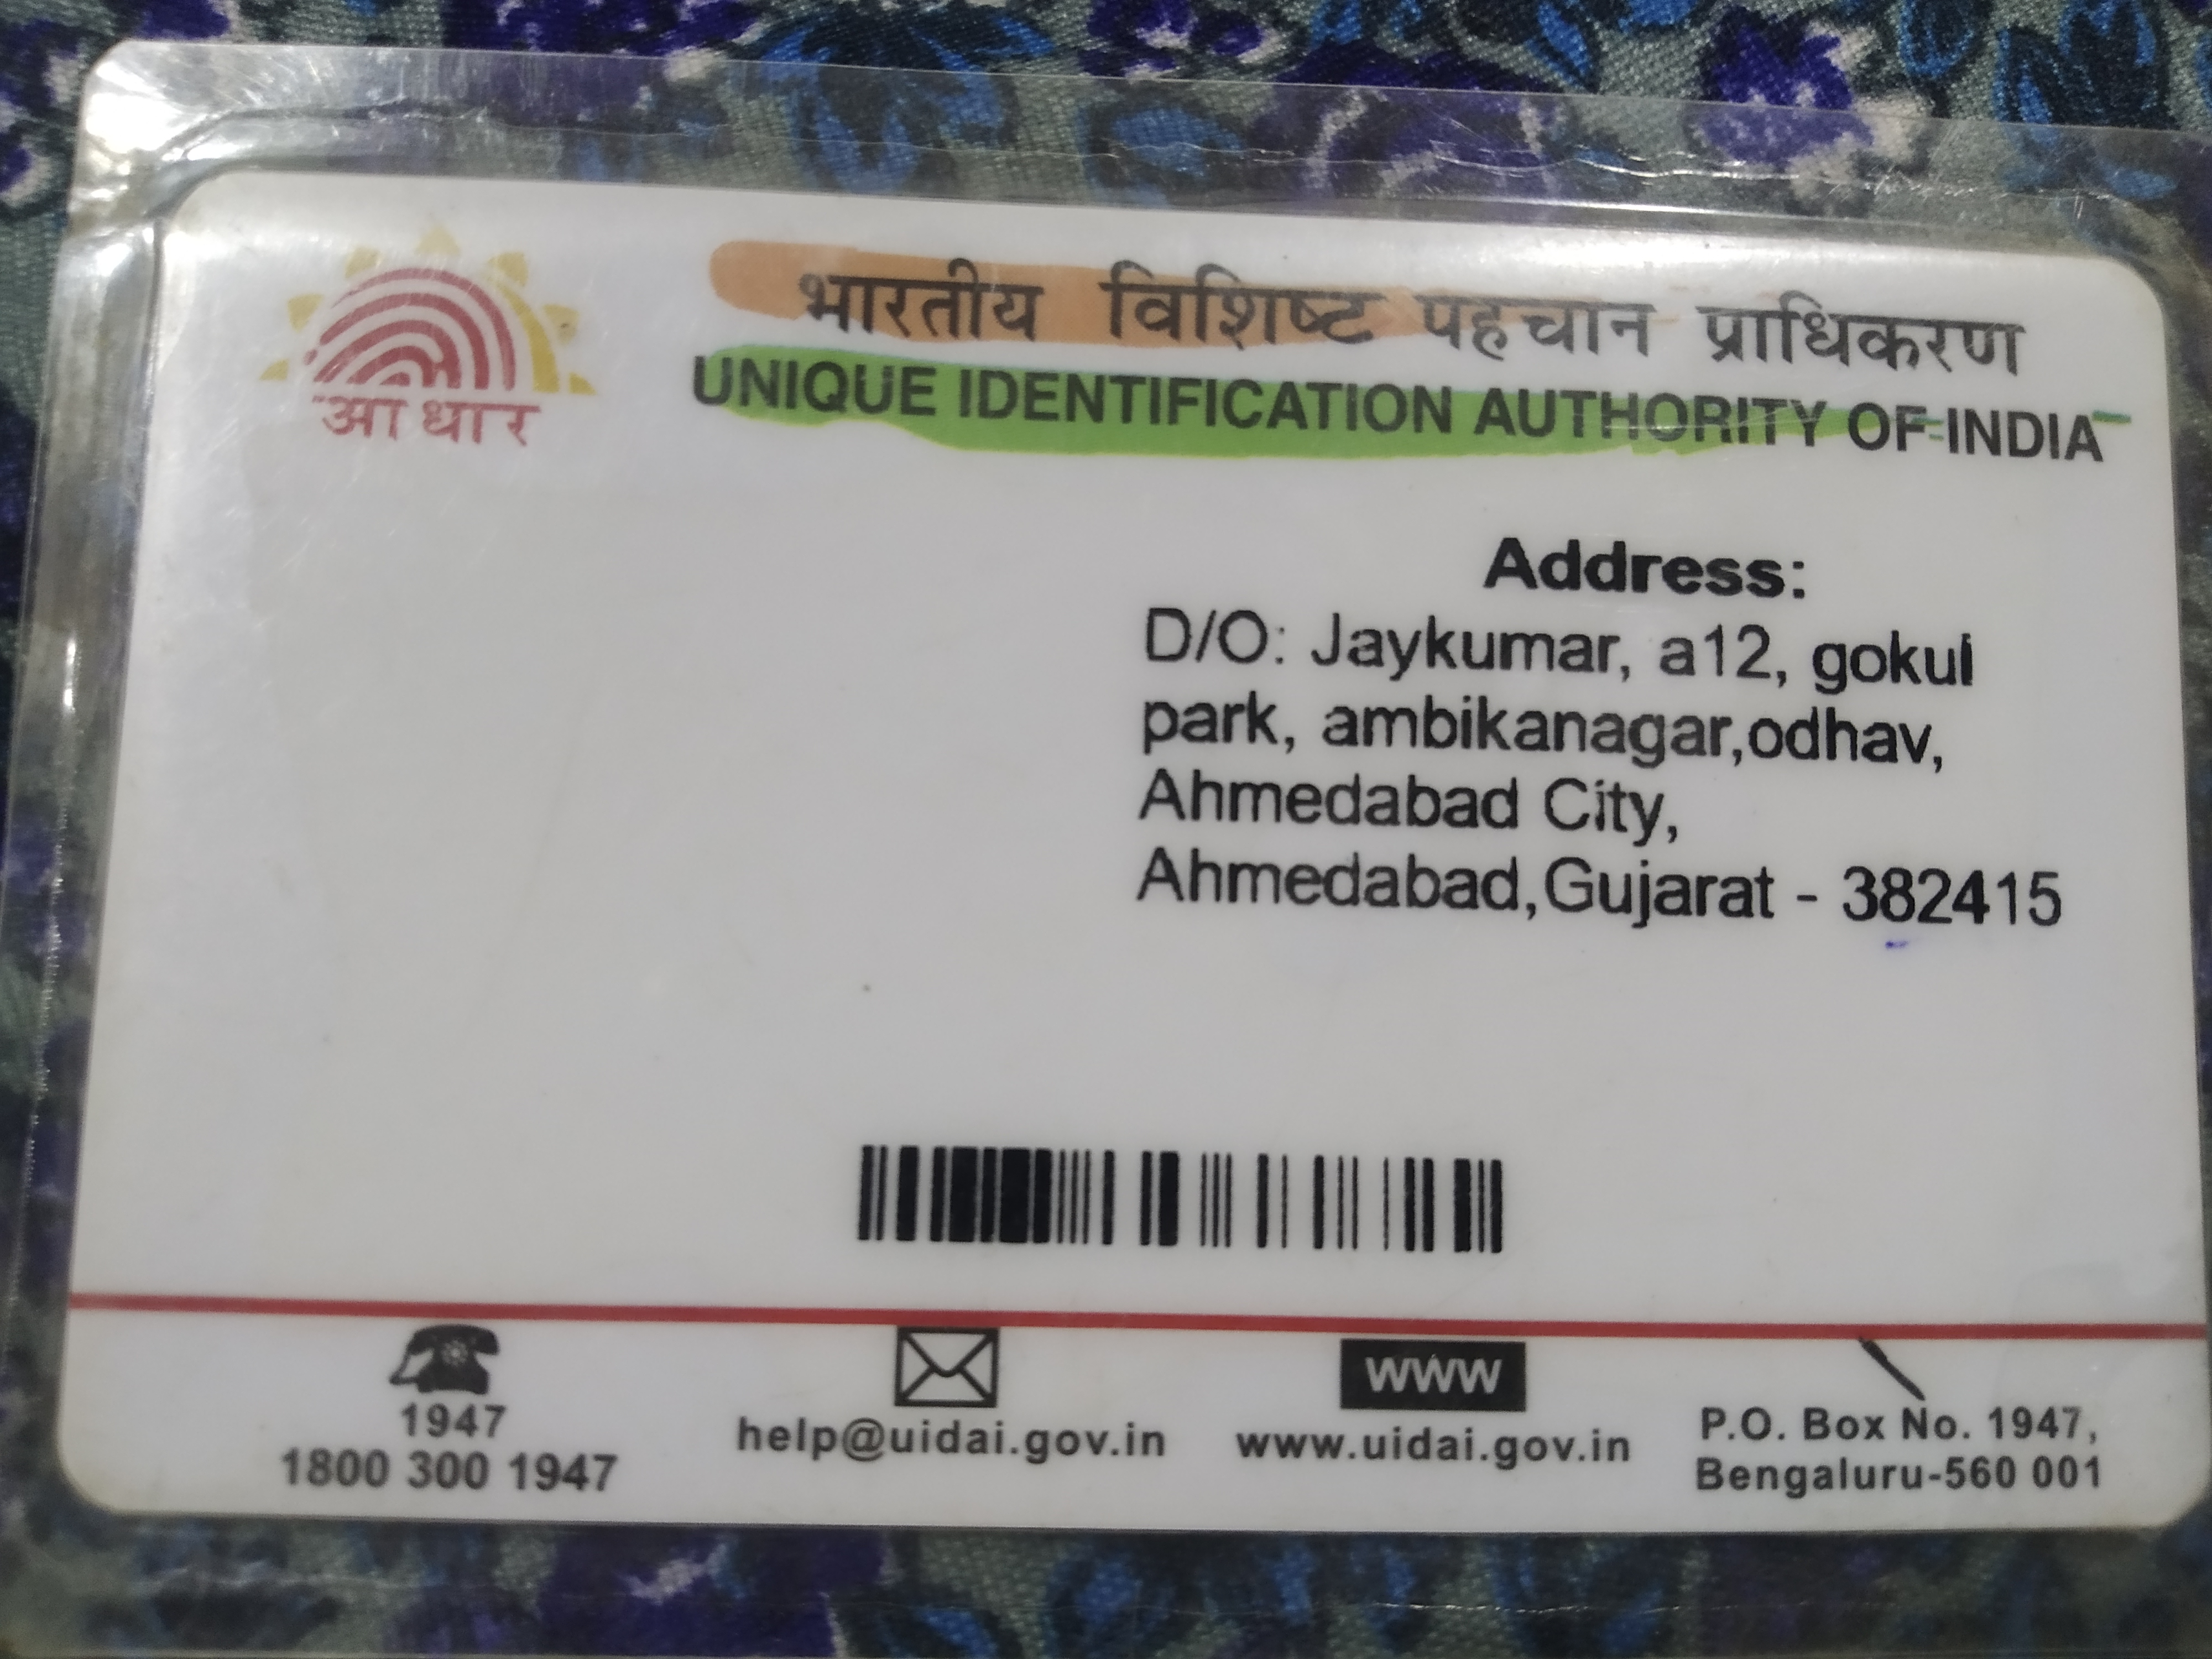 आधार
भारतीय विशिष्ट पहचान प्राधिकरण
UNIQUE IDENTIFICATION AUTHORITY OF INDIA
Address:
D/O: Jaykumar, a12, gokul
park, ambikanagar,odhav,
Ahmedabad City,
Ahmedabad,Gujarat - 382415
1947
1800 300 1947
help@uidai.gov.in
www
www.uidai.gov.in
P.O. Box No. 1947,
Bengaluru-560 001